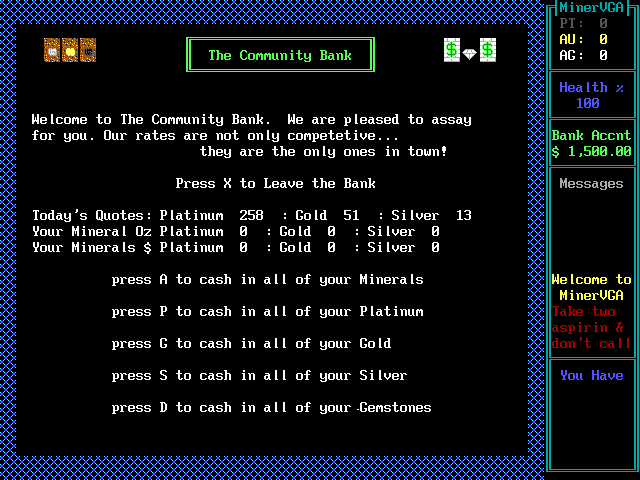 The Community Bank
$ $
Welcome to The Community Bank. We are pleased to assay
for you. Our rates are not only competetive...
they are the only ones in town!
Press X to Leave the Bank
Today's Quotes: Platinum 258 : Gold 51 : Silver 13
Your Mineral Oz Platinum 0 : Gold 0 : Silver 0
Your Minerals $ Platinum 0 : Gold 0 : Silver 0
press A to cash in all of your Minerals
press P to cash in all of your Platinum
press G to cash in all of your Gold
press S to cash in all of your Silver
press D to cash in all of your Gemstones
MinerVGA
PT: 0
AU: 0
AG: 0
Health %
100
Bank Accnt
$ 1,500.00
Messages
Welcome to
MinerVGA
Take two
aspirin &
don't call
You Have